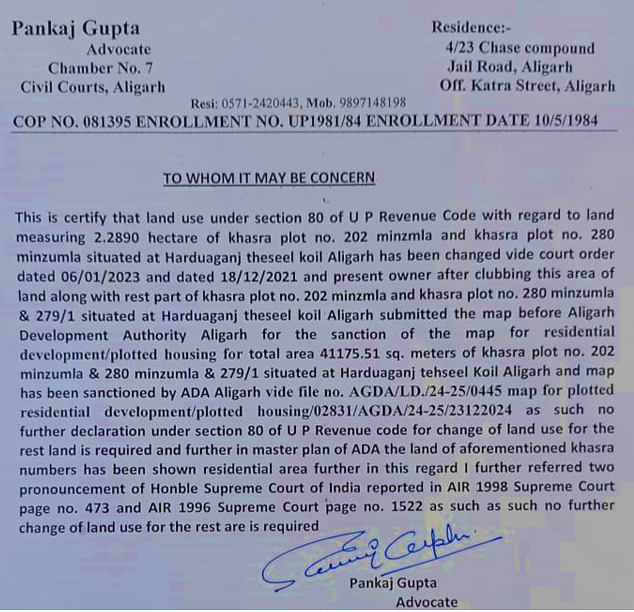 Pankaj Gupta
Advocate
Chamber No. 7
Civil Courts, Aligarh
Residence:-
4/23 Chase compound
Jail Road, Aligarh
Off. Katra Street, Aligarh
Resi: 0571-2420443, Mob. 9897148198
COP NO. 081395 ENROLLMENT NO. UP1981/84 ENROLLMENT DATE 10/5/1984
TO WHOM IT MAY BE CONCERN
This is certify that land use under section 80 of U P Revenue Code with regard to land
measuring 2.2890 hectare of khasra plot no. 202 minzmla and khasra plot no. 280
minzumla situated at Harduaganj theseel koil Aligarh has been changed vide court order
dated 06/01/2023 and dated 18/12/2021 and present owner after clubbing this area of
land along with rest part of khasra plot no. 202 minzmla and khasra plot no. 280 minzumla
& 279/1 situated at Harduaganj theseel koil Aligarh submitted the map before Aligarh
Development Authority Aligarh for the sanction of the map for residential
development/plotted housing for total area 41175.51 sq. meters of khasra plot no. 202
minzumla & 280 minzumla & 279/1 situated at Harduaganj tehseel Koil Aligarh and map
has been sanctioned by ADA Aligarh vide file no. AGDA/LD./24-25/0445 map for plotted
residential development/plotted housing/02831/AGDA/24-25/23122024 as such no
further declaration under section 80 of U P Revenue code for change of land use for the
rest land is required and further in master plan of ADA the land of aforementioned khasra
numbers has been shown residential area further in this regard I further referred two
pronouncement of Honble Supreme Court of India reported in AIR 1998 Supreme Court
page no. 473 and AIR 1996 Supreme Court page no. 1522 as such as such no further
change of land use for the rest are is required
Pankaj Gupta
Advocate